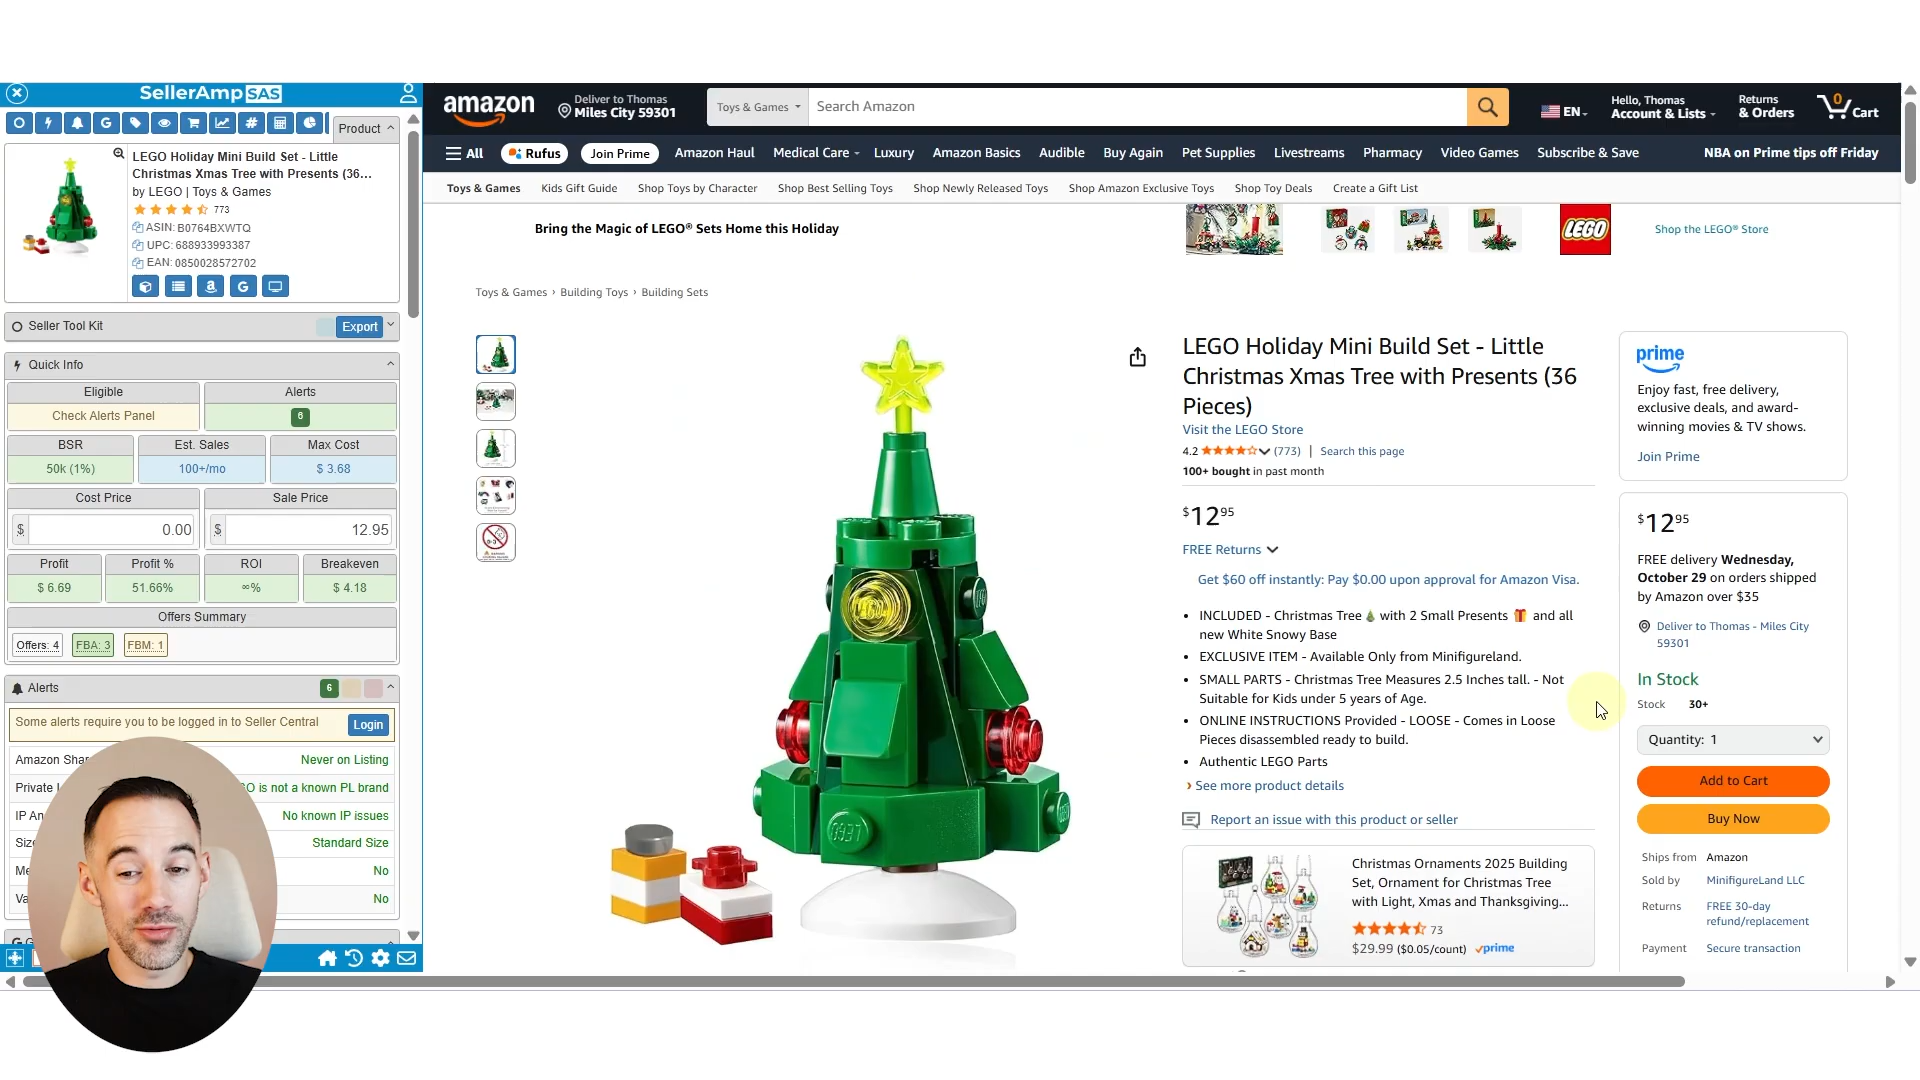 SellerAmp SAS
Product
LEGO Holiday Mini Build Set - Little
Christmas Xmas Tree with Presents (36...
by LEGO | Toys & Games
773
ASIN: B0764BXWTQ
UPC: 688933993387
EAN: 0850028572702
Seller Tool Kit
Export
Quick Info
Eligible
Alerts
Check Alerts Panel
6
BSR
Est. Sales
Max Cost
50k (1%)
100+/mo
$ 3.68
Cost Price
Sale Price
$ 0.00
$ 12.95
Profit
Profit %
ROI
Breakeven
$ 6.69
51.66%
∞%
$ 4.18
Offers Summary
Offers: 4
FBA: 3
FBM: 1
Alerts
6
Some alerts require you to be logged in to Seller Central
Login
Amazon Shar
Never on Listing
Private L
O is not a known PL brand
IP An
No known IP issues
Size
Standard Size
Me
No
Va
No
amazon
Deliver to Thomas
Miles City 59301
Toys & Games
Search Amazon
EN
Hello, Thomas
Account & Lists
Returns
& Orders
0
Cart
All
Rufus
Join Prime
Amazon Haul
Medical Care
Luxury
Amazon Basics
Audible
Buy Again
Pet Supplies
Livestreams
Pharmacy
Video Games
Subscribe & Save
NBA on Prime tips off Friday
Toys & Games
Kids Gift Guide
Shop Toys by Character
Shop Best Selling Toys
Shop Newly Released Toys
Shop Amazon Exclusive Toys
Shop Toy Deals
Create a Gift List
Bring the Magic of LEGO® Sets Home this Holiday
LEGO
Shop the LEGO® Store
Toys & Games › Building Toys › Building Sets
LEGO Holiday Mini Build Set - Little
Christmas Xmas Tree with Presents (36
Pieces)
Visit the LEGO Store
4.2 (773) | Search this page
100+ bought in past month
$12 95
FREE Returns
Get $60 off instantly: Pay $0.00 upon approval for Amazon Visa.
• INCLUDED - Christmas Tree 🎄 with 2 Small Presents 🎁 and all
new White Snowy Base
• EXCLUSIVE ITEM - Available Only from Minifigureland.
• SMALL PARTS - Christmas Tree Measures 2.5 Inches tall. - Not
Suitable for Kids under 5 years of Age.
• ONLINE INSTRUCTIONS Provided - LOOSE - Comes in Loose
Pieces disassembled ready to build.
• Authentic LEGO Parts
› See more product details
Report an issue with this product or seller
Christmas Ornaments 2025 Building
Set, Ornament for Christmas Tree
with Light, Xmas and Thanksgiving...
73
$29.99 ($0.05/count) prime
prime
Enjoy fast, free delivery,
exclusive deals, and award-
winning movies & TV shows.
Join Prime
$12 95
FREE delivery Wednesday,
October 29 on orders shipped
by Amazon over $35
Deliver to Thomas - Miles City
59301
In Stock
Stock 30+
Quantity: 1
Add to Cart
Buy Now
Ships from Amazon
Sold by MinifigureLand LLC
Returns FREE 30-day
refund/replacement
Payment Secure transaction